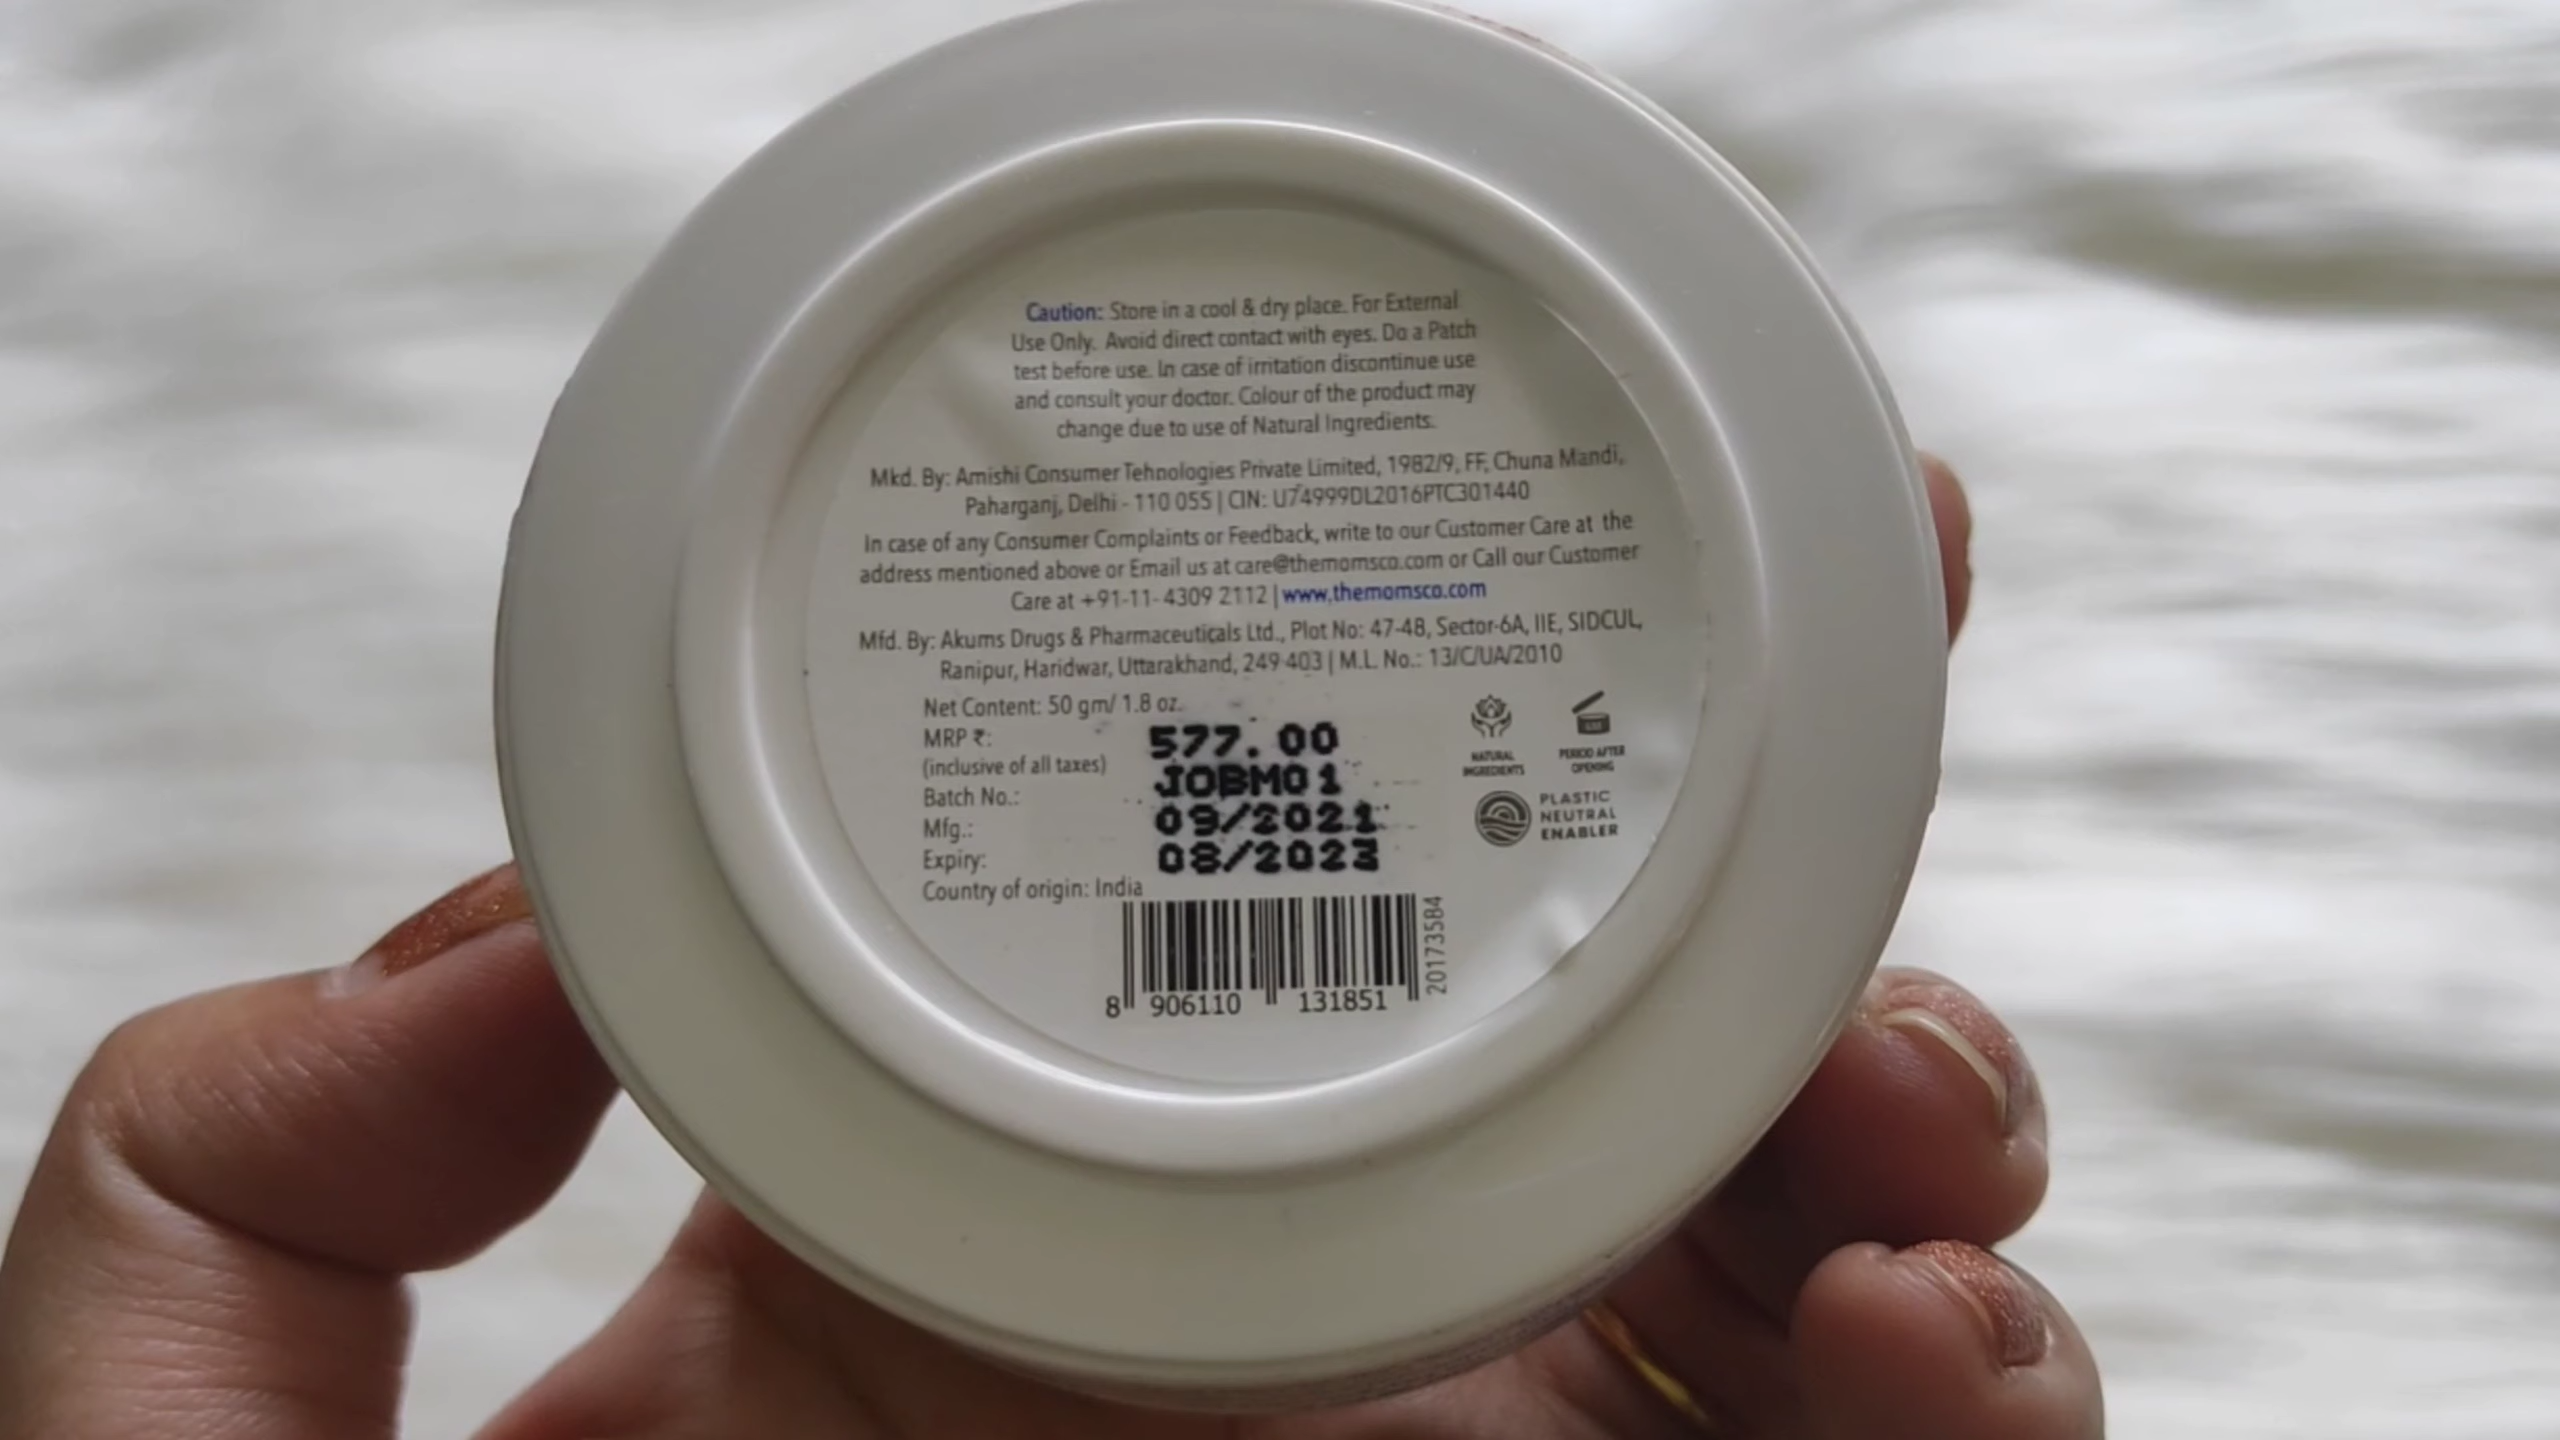 Caution: Store in a cool & dry place. For External
Use Only. Avoid direct contact with eyes. Do a Patch
test before use. In case of irritation discontinue use
and consult your doctor. Colour of the product may
change due to use of Natural Ingredients.
Mkd. By: Amishi Consumer Tehnologies Private Limited, 1982/9, FF, Chuna Mandi,
Paharganj, Delhi - 110 055 | CIN: U74999DL2016PTC301440
In case of any Consumer Complaints or Feedback, write to our Customer Care at the
address mentioned above or Email us at care@themomsco.com or Call our Customer
Care at +91-11- 4309 2112 | www.themomsco.com
Mfd. By: Akums Drugs & Pharmaceuticals Ltd., Plot No: 47-48, Sector-6A, IIE, SIDCUL,
Ranipur, Haridwar, Uttarakhand, 249 403 | M.L. No.: 13/C/UA/2010
Net Content: 50 gm/ 1.8 oz.
MRP ₹: 577.00
(inclusive of all taxes)
Batch No.: JOBM01
Mfg.: 09/2021
Expiry: 08/2023
Country of origin: India
NATURAL
INGREDIENTS
PERIOD AFTER
OPENING
PLASTIC
NEUTRAL
ENABLER
20173584
8 906110 131851